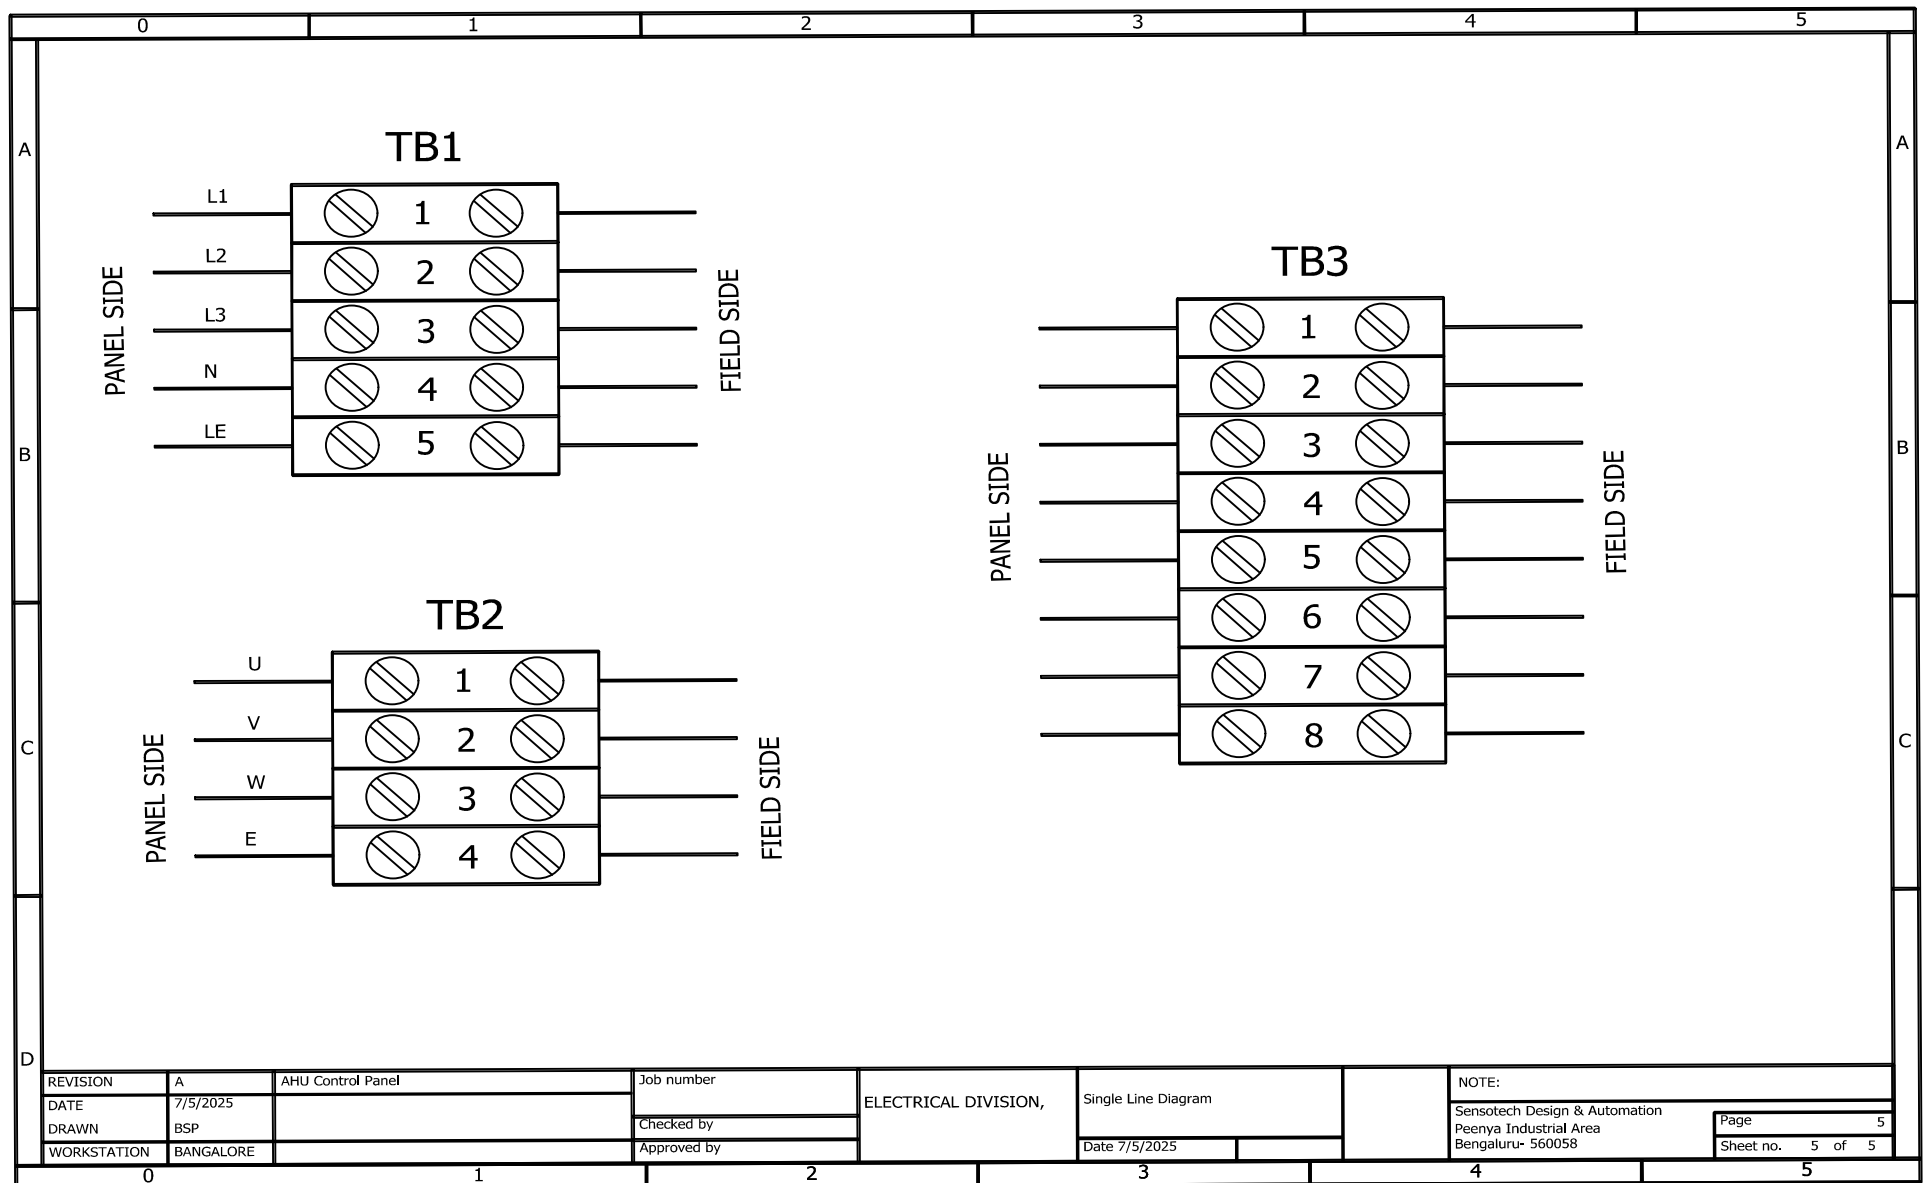 0 1 2 3 4 5
A A
TB1
L1 1
L2 2
L3 3
N 4
LE 5
PANEL SIDE
FIELD SIDE
TB3
1
2
3
4
5
6
7
8
PANEL SIDE
FIELD SIDE
B B
TB2
U 1
V 2
W 3
E 4
PANEL SIDE
FIELD SIDE
C C
D
REVISION A AHU Control Panel
DATE 7/5/2025
DRAWN BSP
WORKSTATION BANGALORE
Job number
Checked by
Approved by
ELECTRICAL DIVISION,
Single Line Diagram
Date 7/5/2025
NOTE:
Sensotech Design & Automation
Peenya Industrial Area
Bengaluru- 560058
Page 5
Sheet no. 5 of 5
0 1 2 3 4 5